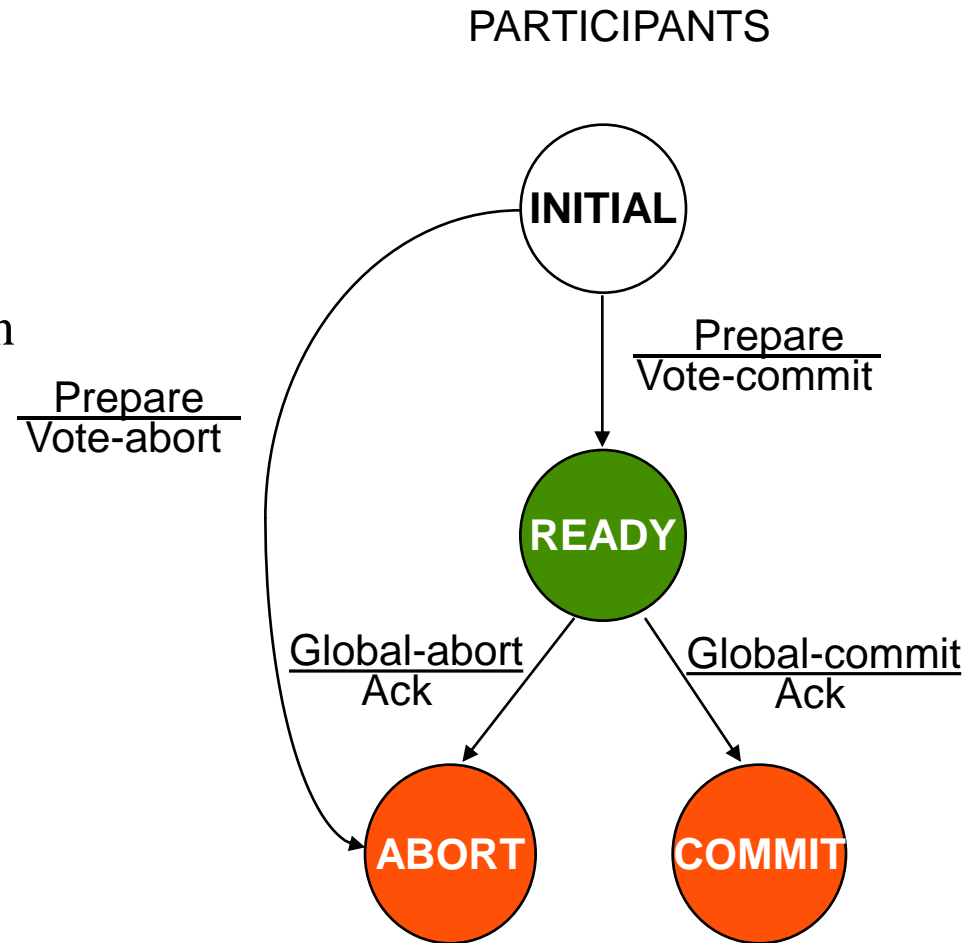 PARTICIPANTS
INITIAL
Prepare
Vote-commit
Prepare
Vote-abort
READY
Global-abort
Ack
Global-commit
Ack
ABORT
COMMIT